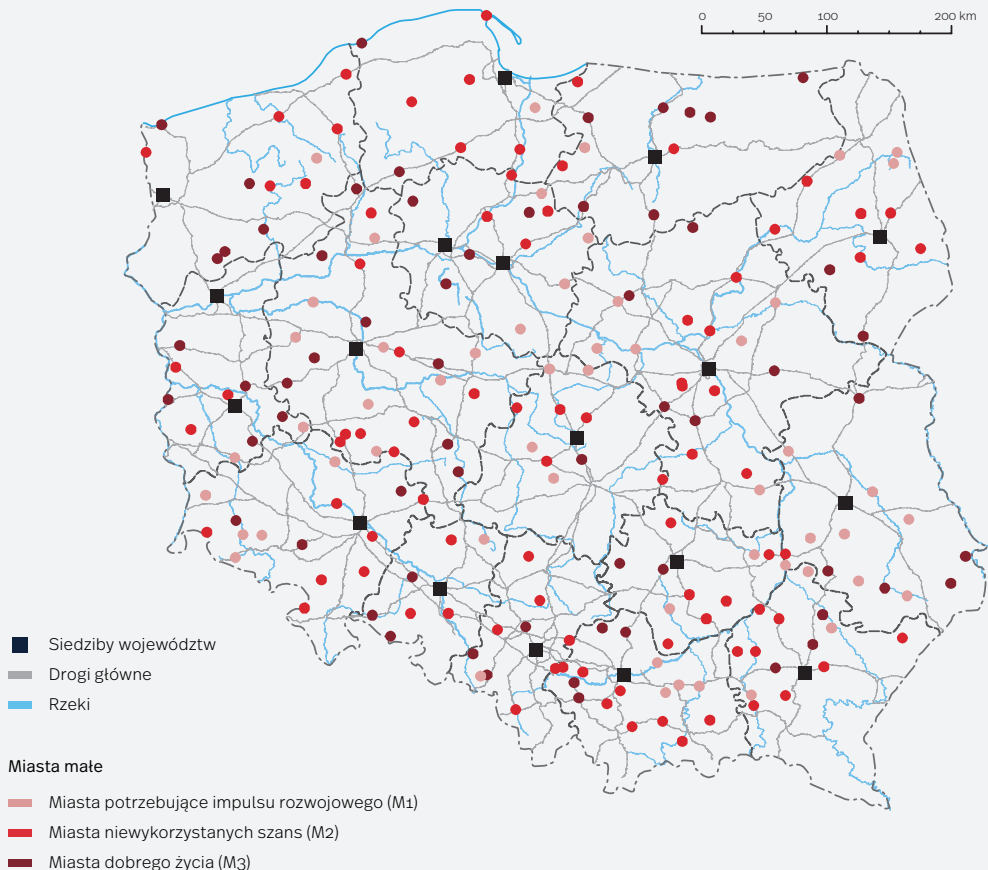 0 50 100 200 km
Siedziby województw
Drogi główne
Rzeki
Miasta małe
Miasta potrzebujące impulsu rozwojowego (M1)
Miasta niewykorzystanych szans (M2)
Miasta dobrego życia (M3)